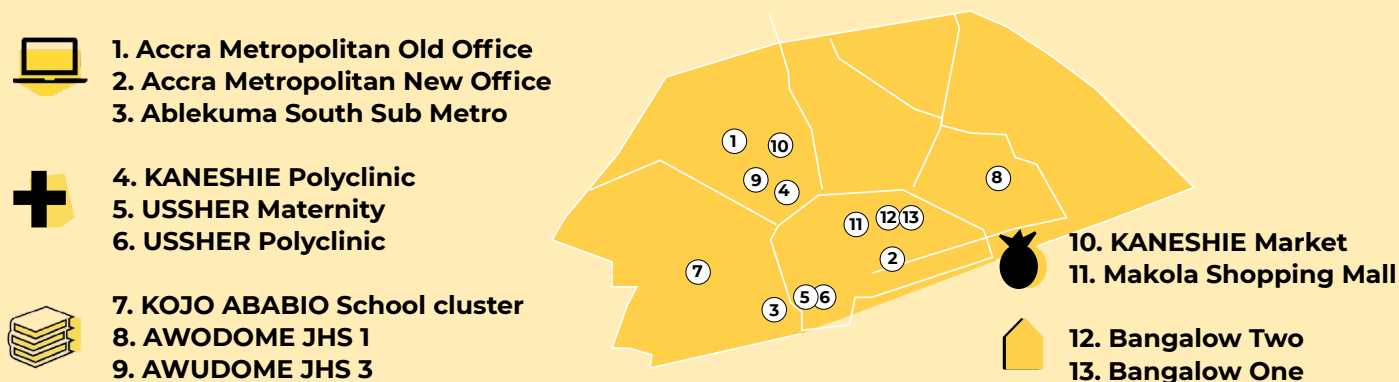 1. Accra Metropolitan Old Office
2. Accra Metropolitan New Office
3. Ablekuma South Sub Metro
4. KANESHIE Polyclinic
5. USSHER Maternity
6. USSHER Polyclinic
7. KOJO ABABIO School cluster
8. AWODOME JHS 1
9. AWUDOME JHS 3
1
10
9
4
8
12
13
11
2
7
5
6
3
10. KANESHIE Market
11. Makola Shopping Mall
12. Bangalow Two
13. Bangalow One